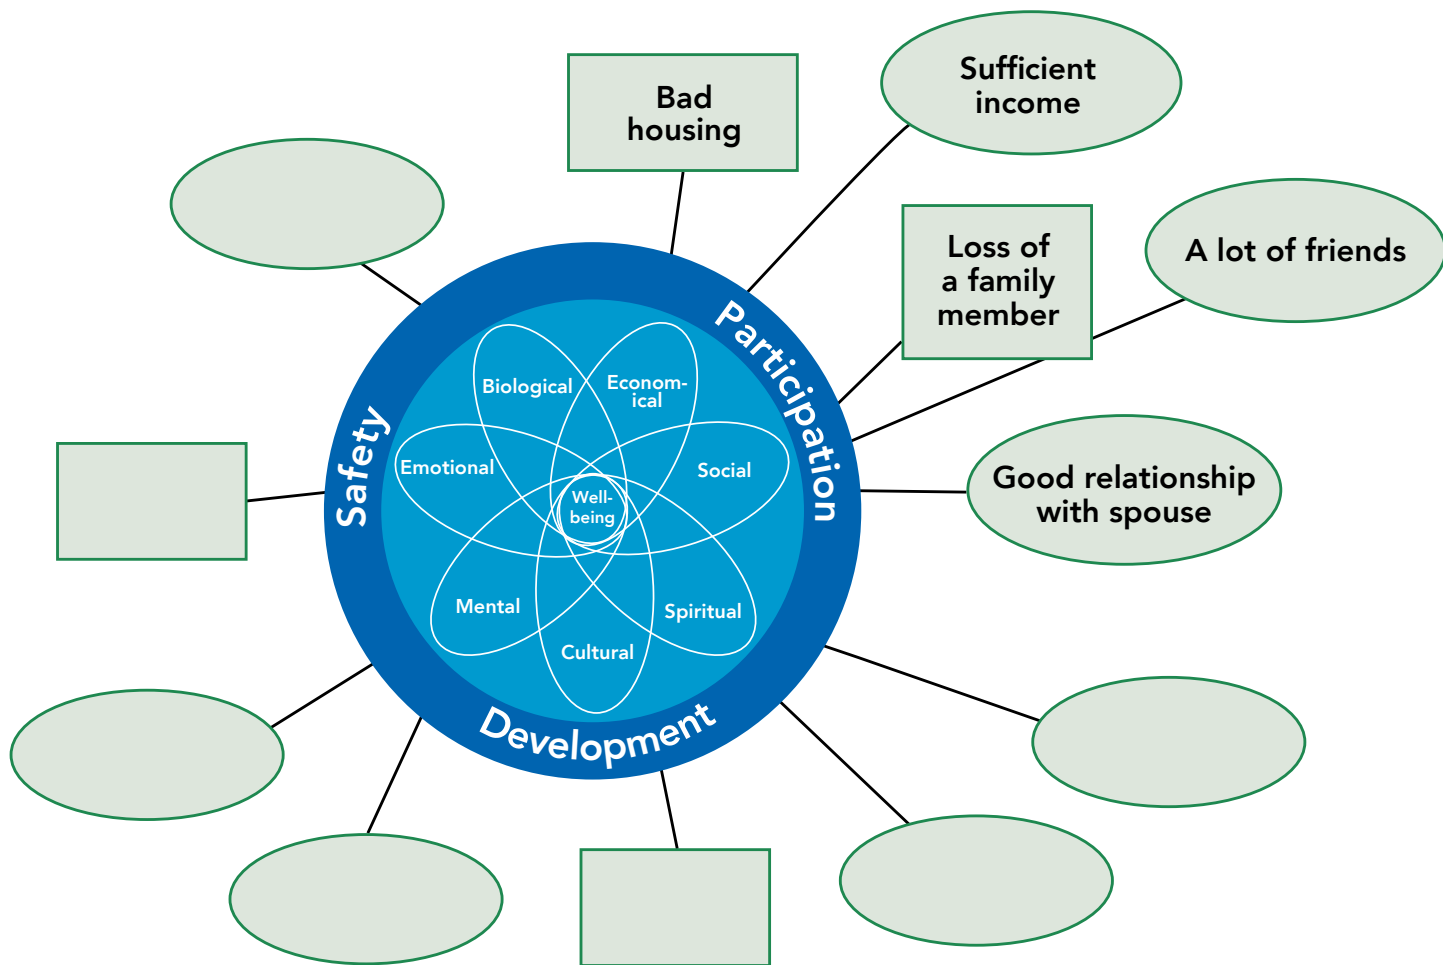 Sufficient
income
Bad
housing
Loss of
a family
member
A lot of friends
Participation
Biological
Econom-
ical
Safety
Emotional
Social
Good relationship
with spouse
Well-
being
Mental
Spiritual
Cultural
Development